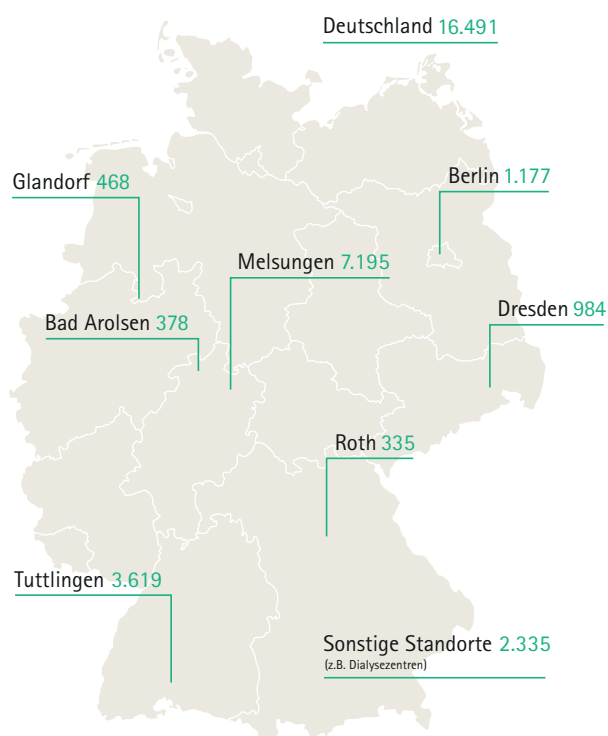 Deutschland 16.491
Glandorf 468
Berlin 1.177
Melsungen 7.195
Dresden 984
Bad Arolsen 378
Roth 335
Tuttlingen 3.619
Sonstige Standorte 2.335
(z.B. Dialysezentren)